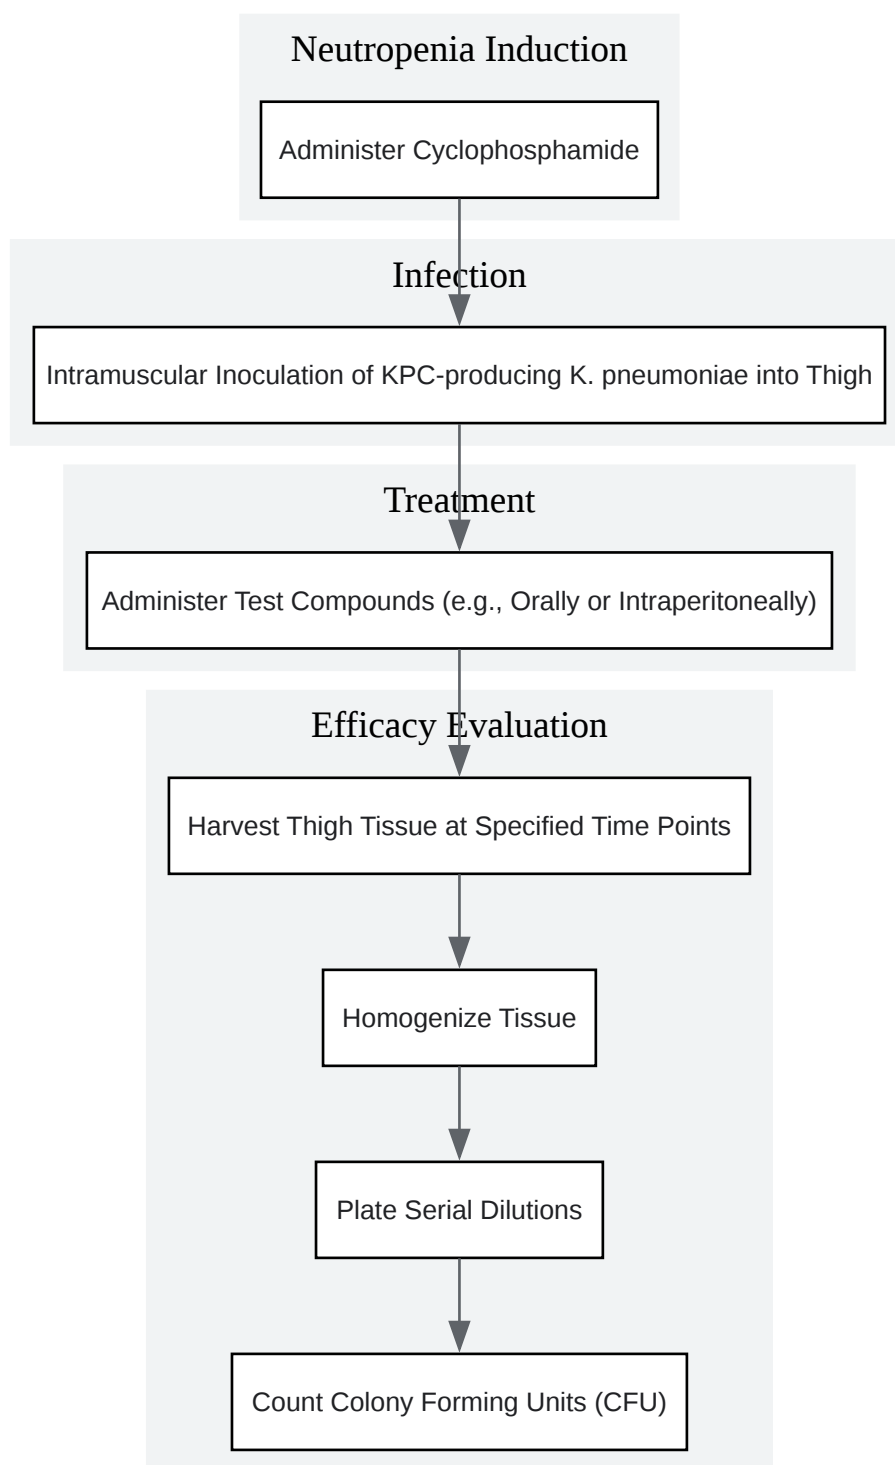 Neutropenia Induction
Administer Cyclophosphamide
Infection
Intramuscular Inoculation of KPC-producing K. pneumoniae into Thigh
Treatment
Administer Test Compounds (e.g., Orally or Intraperitoneally)
Efficacy Evaluation
Harvest Thigh Tissue at Specified Time Points
Homogenize Tissue
Plate Serial Dilutions
Count Colony Forming Units (CFU)